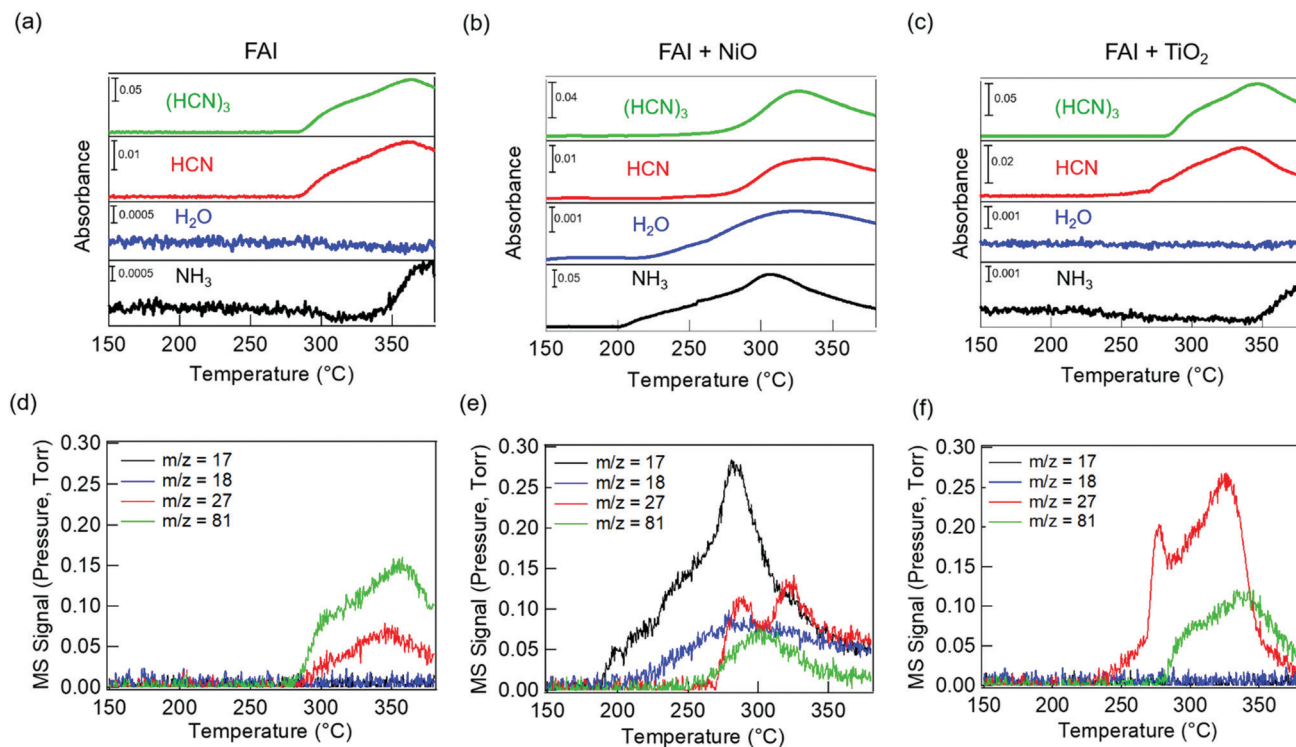 (a)
FAI
0.05
(HCN)₃
0.01
HCN
0.0005
H₂O
0.0005
NH₃
Absorbance
150 200 250 300 350
Temperature (°C)
(b)
FAI + NiO
0.04
(HCN)₃
0.01
HCN
0.001
H₂O
0.05
NH₃
Absorbance
150 200 250 300 350
Temperature (°C)
(c)
FAI + TiO₂
0.05
(HCN)₃
0.02
HCN
0.001
H₂O
0.001
NH₃
Absorbance
150 200 250 300 350
Temperature (°C)
(d)
MS Signal (Pressure, Torr)
0.30
0.25
0.20
0.15
0.10
0.05
0.00
m/z = 17
m/z = 18
m/z = 27
m/z = 81
150 200 250 300 350
Temperature (°C)
(e)
MS Signal (Pressure, Torr)
0.30
0.25
0.20
0.15
0.10
0.05
0.00
m/z = 17
m/z = 18
m/z = 27
m/z = 81
150 200 250 300 350
Temperature (°C)
(f)
MS Signal (Pressure, Torr)
0.30
0.25
0.20
0.15
0.10
0.05
0.00
m/z = 17
m/z = 18
m/z = 27
m/z = 81
150 200 250 300 350
Temperature (°C)